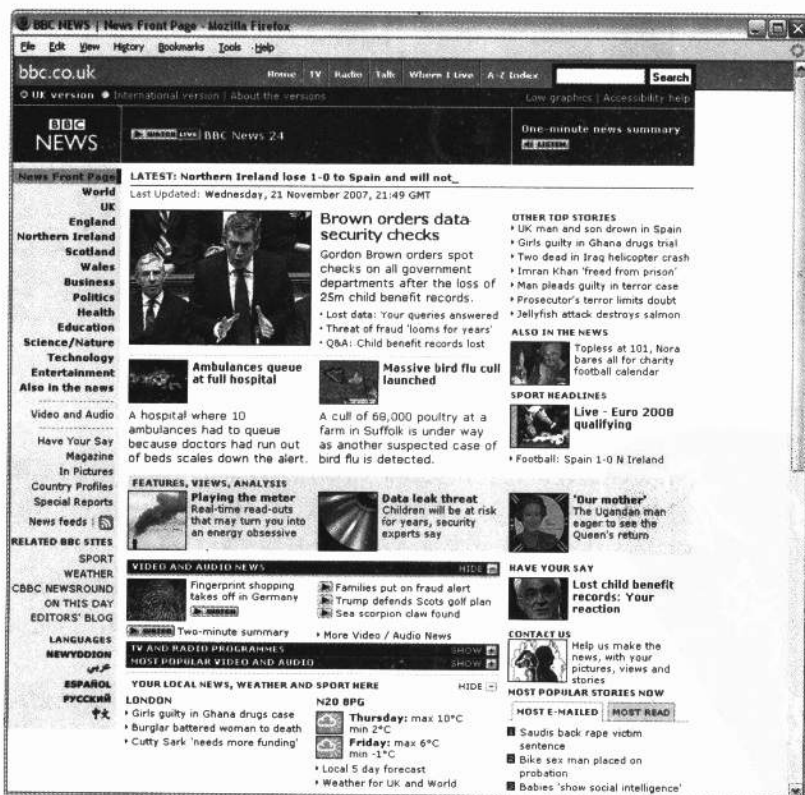 BBC NEWS | News Front Page - Mozilla Firefox
File Edit View History Bookmarks Tools Help
bbc.co.uk
Home TV Radio Talk Where I Live A-Z Index
Search
UK version International version | About the versions
Low graphics | Accessibility help
BBC
NEWS
WATCH LIVE BBC News 24
One-minute news summary
LISTEN
News Front Page
World
UK
England
Northern Ireland
Scotland
Wales
Business
Politics
Health
Education
Science/Nature
Technology
Entertainment
Also in the news
Video and Audio
Have Your Say
Magazine
In Pictures
Country Profiles
Special Reports
News feeds |
RELATED BBC SITES
SPORT
WEATHER
CBBC NEWSROUND
ON THIS DAY
EDITORS' BLOG
LANGUAGES
NEWYDDION
عربي
ESPAÑOL
РУССКИЙ
中文
LATEST: Northern Ireland lose 1-0 to Spain and will not_
Last Updated: Wednesday, 21 November 2007, 21:49 GMT
Brown orders data
security checks
Gordon Brown orders spot
checks on all government
departments after the loss of
25m child benefit records.
Lost data: Your queries answered
Threat of fraud 'looms for years'
Q&A: Child benefit records lost
Ambulances queue
at full hospital
A hospital where 10
ambulances had to queue
because doctors had run out
of beds scales down the alert.
Massive bird flu cull
launched
A cull of 68,000 poultry at a
farm in Suffolk is under way
as another suspected case of
bird flu is detected.
OTHER TOP STORIES
UK man and son drown in Spain
Girls guilty in Ghana drugs trial
Two dead in Iraq helicopter crash
Imran Khan 'freed from prison'
Man pleads guilty in terror case
Prosecutor's terror limits doubt
Jellyfish attack destroys salmon
ALSO IN THE NEWS
Topless at 101, Nora
bares all for charity
football calendar
SPORT HEADLINES
Live - Euro 2008
qualifying
Football: Spain 1-0 N Ireland
FEATURES, VIEWS, ANALYSIS
Playing the meter
Real-time read-outs
that may turn you into
an energy obsessive
Data leak threat
Children will be at risk
for years, security
experts say
'Our mother'
The Ugandan man
eager to see the
Queen's return
VIDEO AND AUDIO NEWS
HIDE
Fingerprint shopping
takes off in Germany
WATCH
Families put on fraud alert
Trump defends Scots golf plan
Sea scorpion claw found
WATCH Two-minute summary
More Video / Audio News
TV AND RADIO PROGRAMMES SHOW
MOST POPULAR VIDEO AND AUDIO SHOW
YOUR LOCAL NEWS, WEATHER AND SPORT HERE HIDE
LONDON
Girls guilty in Ghana drugs case
Burglar battered woman to death
Cutty Sark 'needs more funding'
N20 8PG
Thursday: max 10°C
min 2°C
Friday: max 6°C
min -1°C
Local 5 day forecast
Weather for UK and World
HAVE YOUR SAY
Lost child benefit
records: Your
reaction
CONTACT US
Help us make the
news, with your
pictures, views and
stories
MOST POPULAR STORIES NOW
MOST E-MAILED MOST READ
1 Saudis back rape victim
sentence
2 Bike sex man placed on
probation
3 Babies 'show social intelligence'